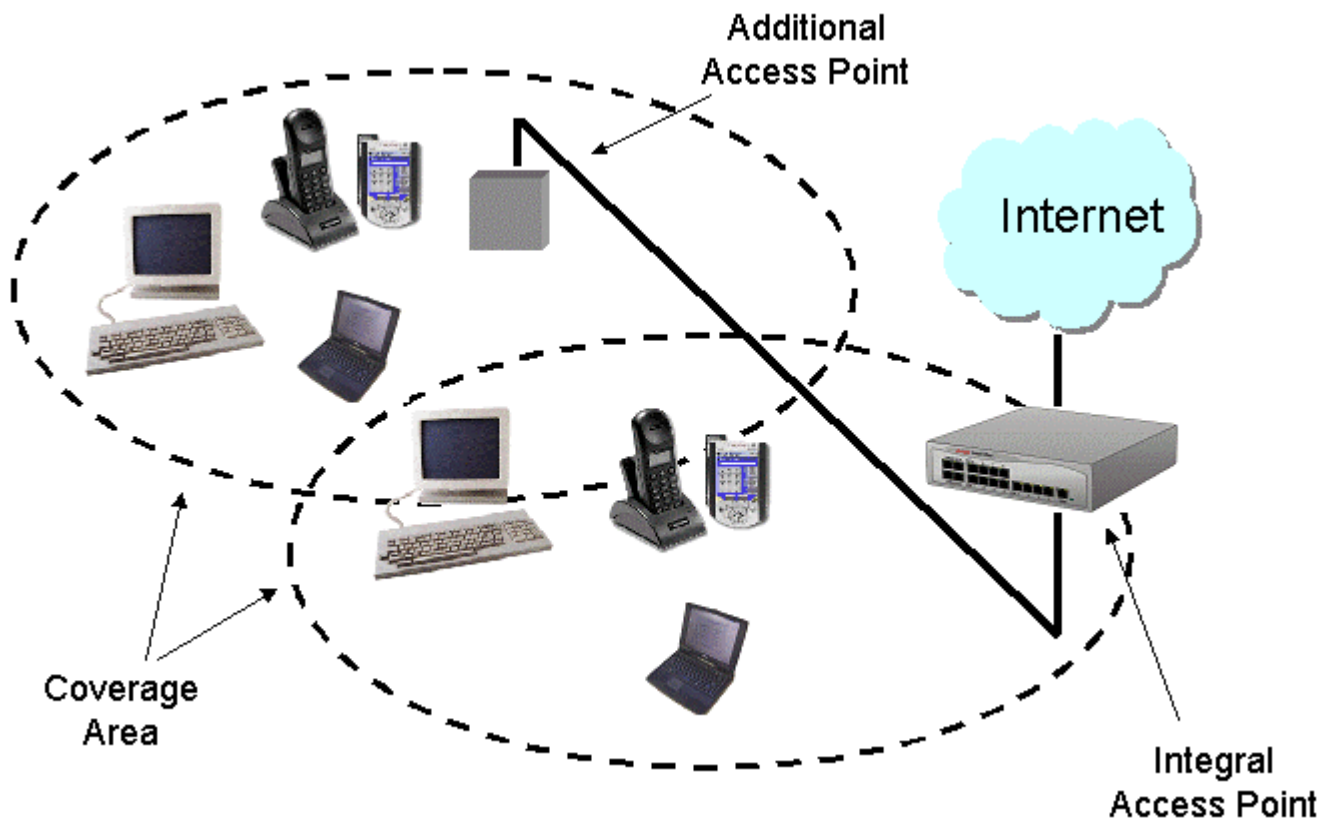 Additional
Access Point
Internet
Coverage
Area
Integral
Access Point